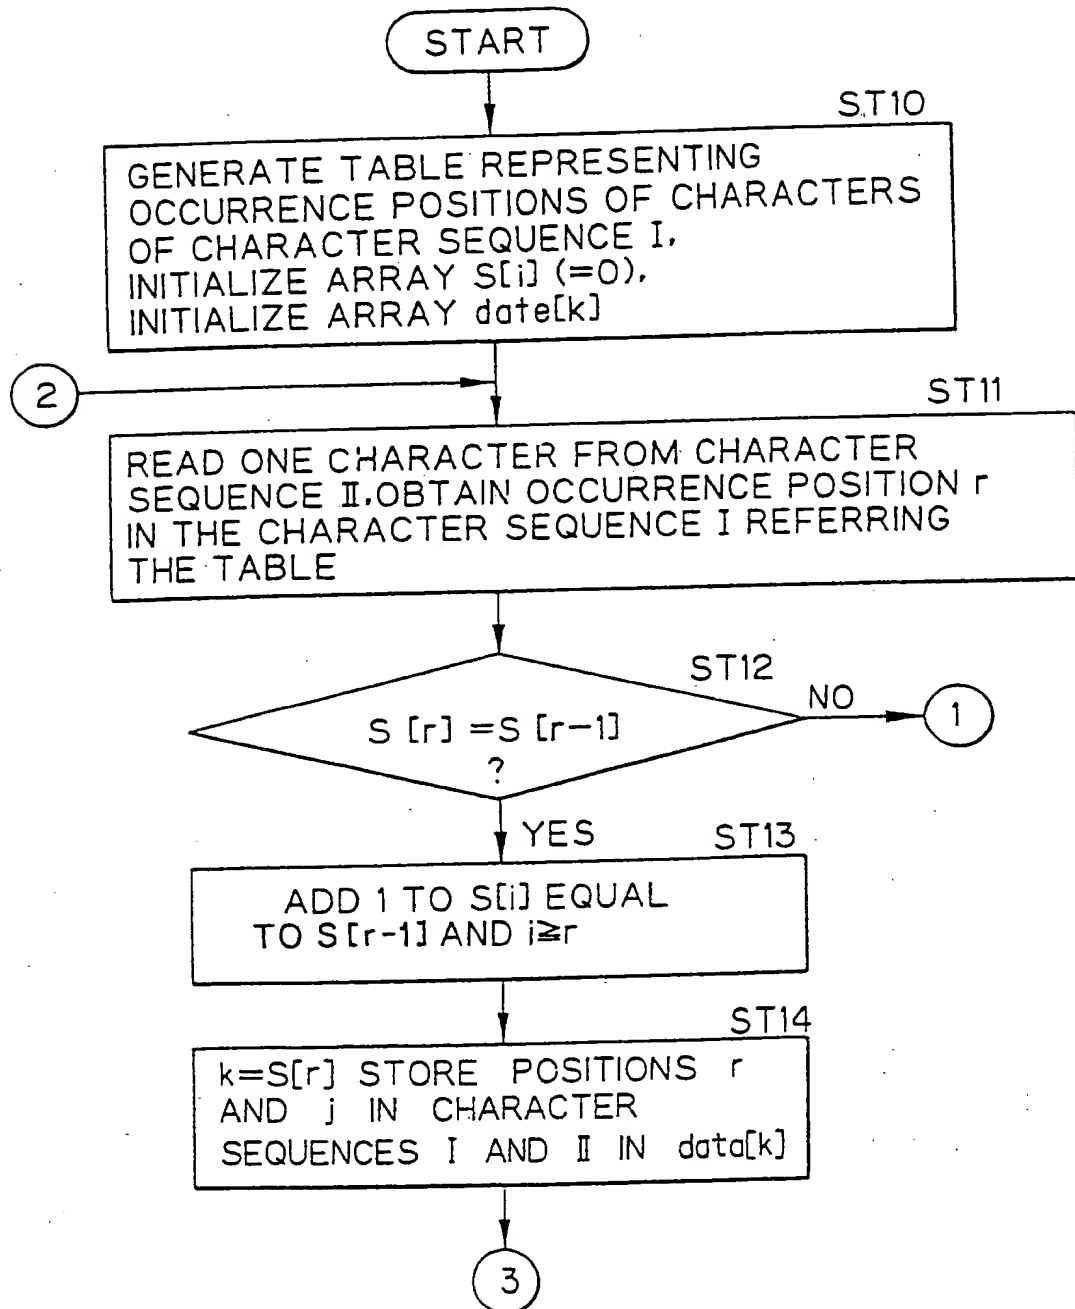 START
ST10
GENERATE TABLE REPRESENTING
OCCURRENCE POSITIONS OF CHARACTERS
OF CHARACTER SEQUENCE I,
INITIALIZE ARRAY S[i] (=0),
INITIALIZE ARRAY date[k]
2
ST11
READ ONE CHARACTER FROM CHARACTER
SEQUENCE II.OBTAIN OCCURRENCE POSITION r
IN THE CHARACTER SEQUENCE I REFERRING
THE TABLE
ST12
S [r] =S [r-1]
?
NO
1
YES
ST13
ADD 1 TO S[i] EQUAL
TO S[r-1] AND i≧r
ST14
k=S[r] STORE POSITIONS r
AND j IN CHARACTER
SEQUENCES I AND II IN data[k]
3